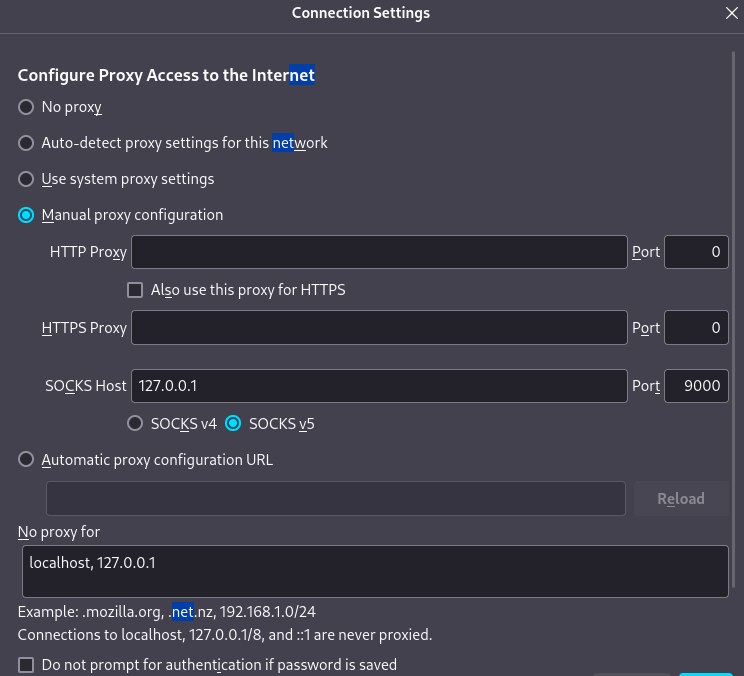 Connection Settings
Configure Proxy Access to the Internet
No proxy
Auto-detect proxy settings for this network
Use system proxy settings
Manual proxy configuration
HTTP Proxy Port 0
Also use this proxy for HTTPS
HTTPS Proxy Port 0
SOCKS Host 127.0.0.1 Port 9000
SOCKS v4 SOCKS v5
Automatic proxy configuration URL
Reload
No proxy for
localhost, 127.0.0.1
Example: .mozilla.org, .net.nz, 192.168.1.0/24
Connections to localhost, 127.0.0.1/8, and ::1 are never proxied.
Do not prompt for authentication if password is saved